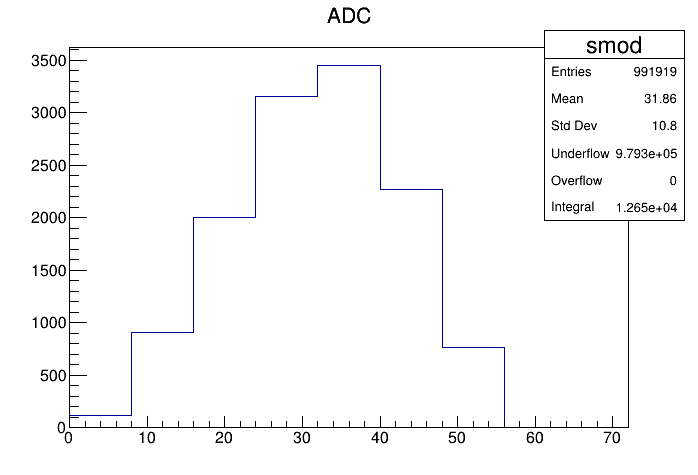 ADC
smod
Entries 991919
Mean 31.86
Std Dev 10.8
Underflow 9.793e+05
Overflow 0
Integral 1.265e+04
3500
3000
2500
2000
1500
1000
500
0
0 10 20 30 40 50 60 70